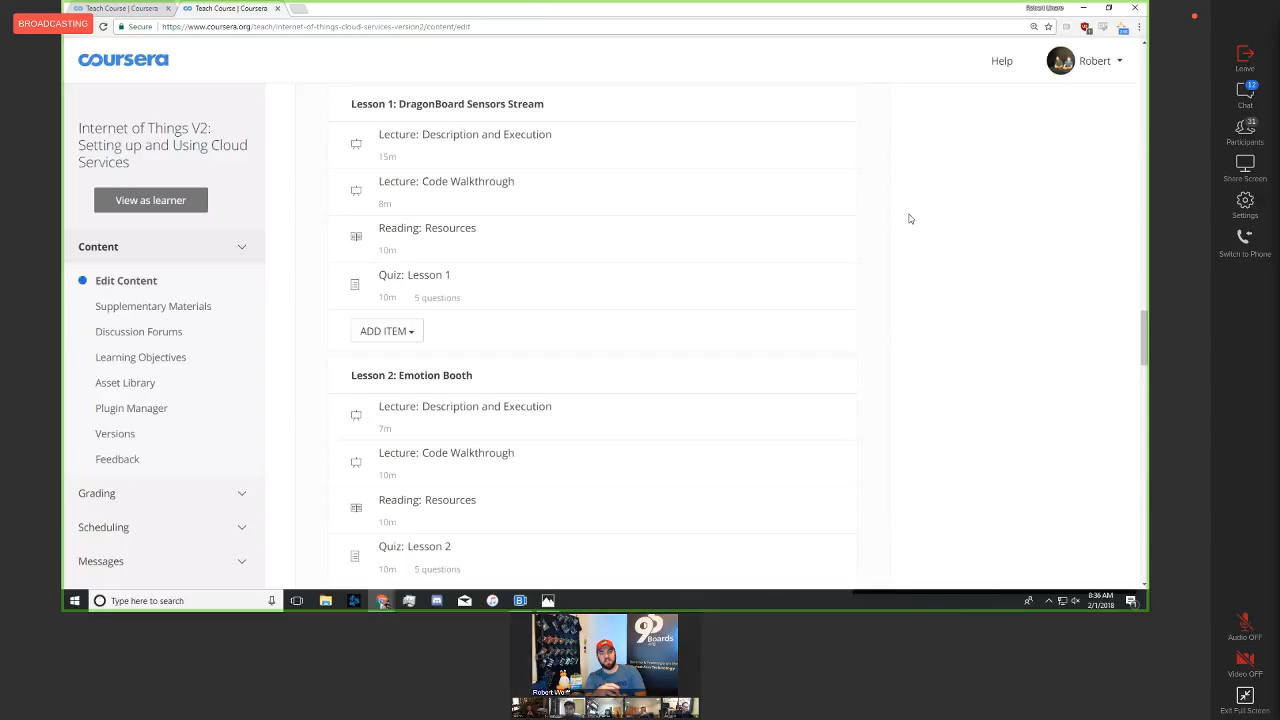 BROADCASTING
Teach Course | Coursera
Teach Course | Coursera
Secure
https://www.coursera.org/teach/internet-of-things-cloud-services-version2/content/edit
coursera
Help
Robert
Internet of Things V2:
Setting up and Using Cloud
Services
View as learner
Content
Edit Content
Supplementary Materials
Discussion Forums
Learning Objectives
Asset Library
Plugin Manager
Versions
Feedback
Grading
Scheduling
Messages
Lesson 1: DragonBoard Sensors Stream
Lecture: Description and Execution
15m
Lecture: Code Walkthrough
8m
Reading: Resources
10m
Quiz: Lesson 1
10m 5 questions
ADD ITEM
Lesson 2: Emotion Booth
Lecture: Description and Execution
7m
Lecture: Code Walkthrough
10m
Reading: Resources
10m
Quiz: Lesson 2
10m 5 questions
Type here to search
8:36 AM
2/1/2018
Leave
12
Chat
31
Participants
Share Screen
Settings
Switch to Phone
Audio OFF
Video OFF
Exit Full Screen
Boards
Robert Wolff